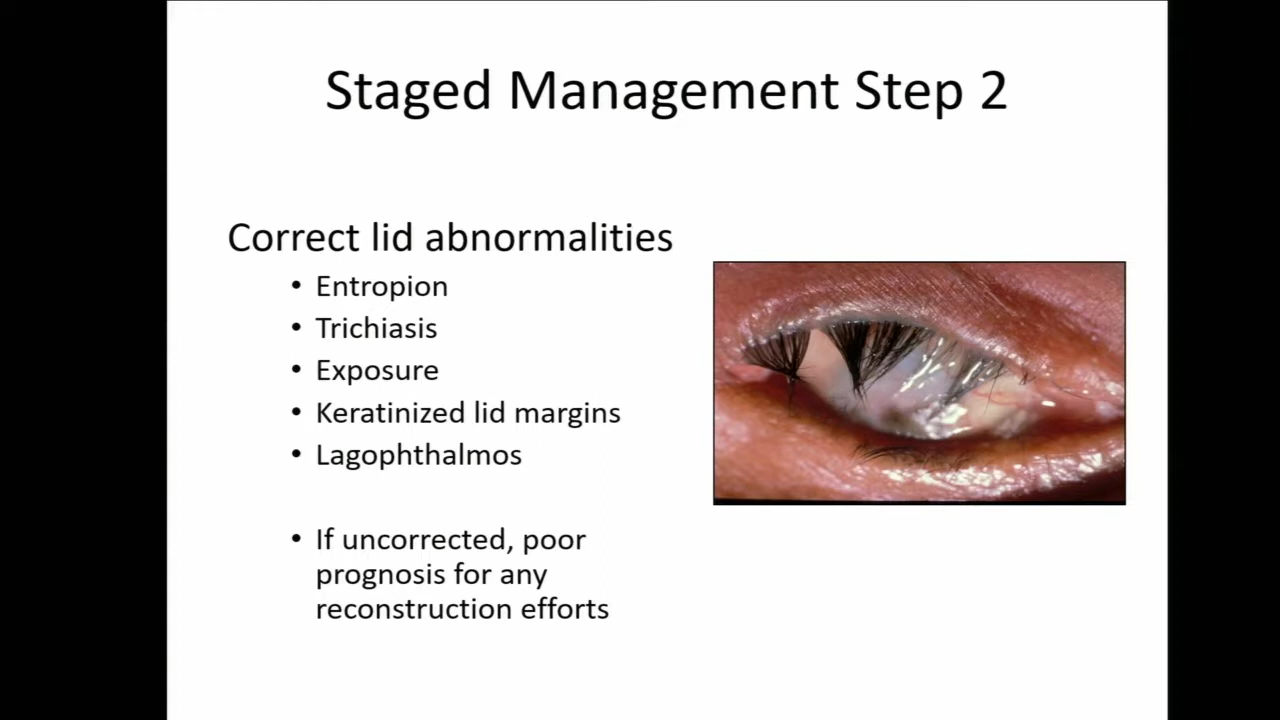 Staged Management Step 2
Correct lid abnormalities
• Entropion
• Trichiasis
• Exposure
• Keratinized lid margins
• Lagophthalmos
• If uncorrected, poor
prognosis for any
reconstruction efforts